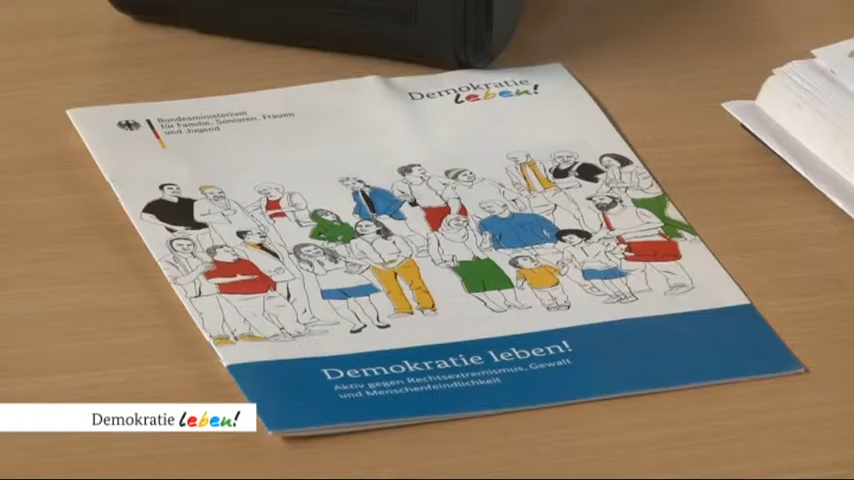 Bundesministerium
für Familie, Senioren, Frauen
und Jugend
Demokratie
leben!
Demokratie leben!
Aktiv gegen Rechtsextremismus, Gewalt
und Menschenfeindlichkeit
Demokratie leben!